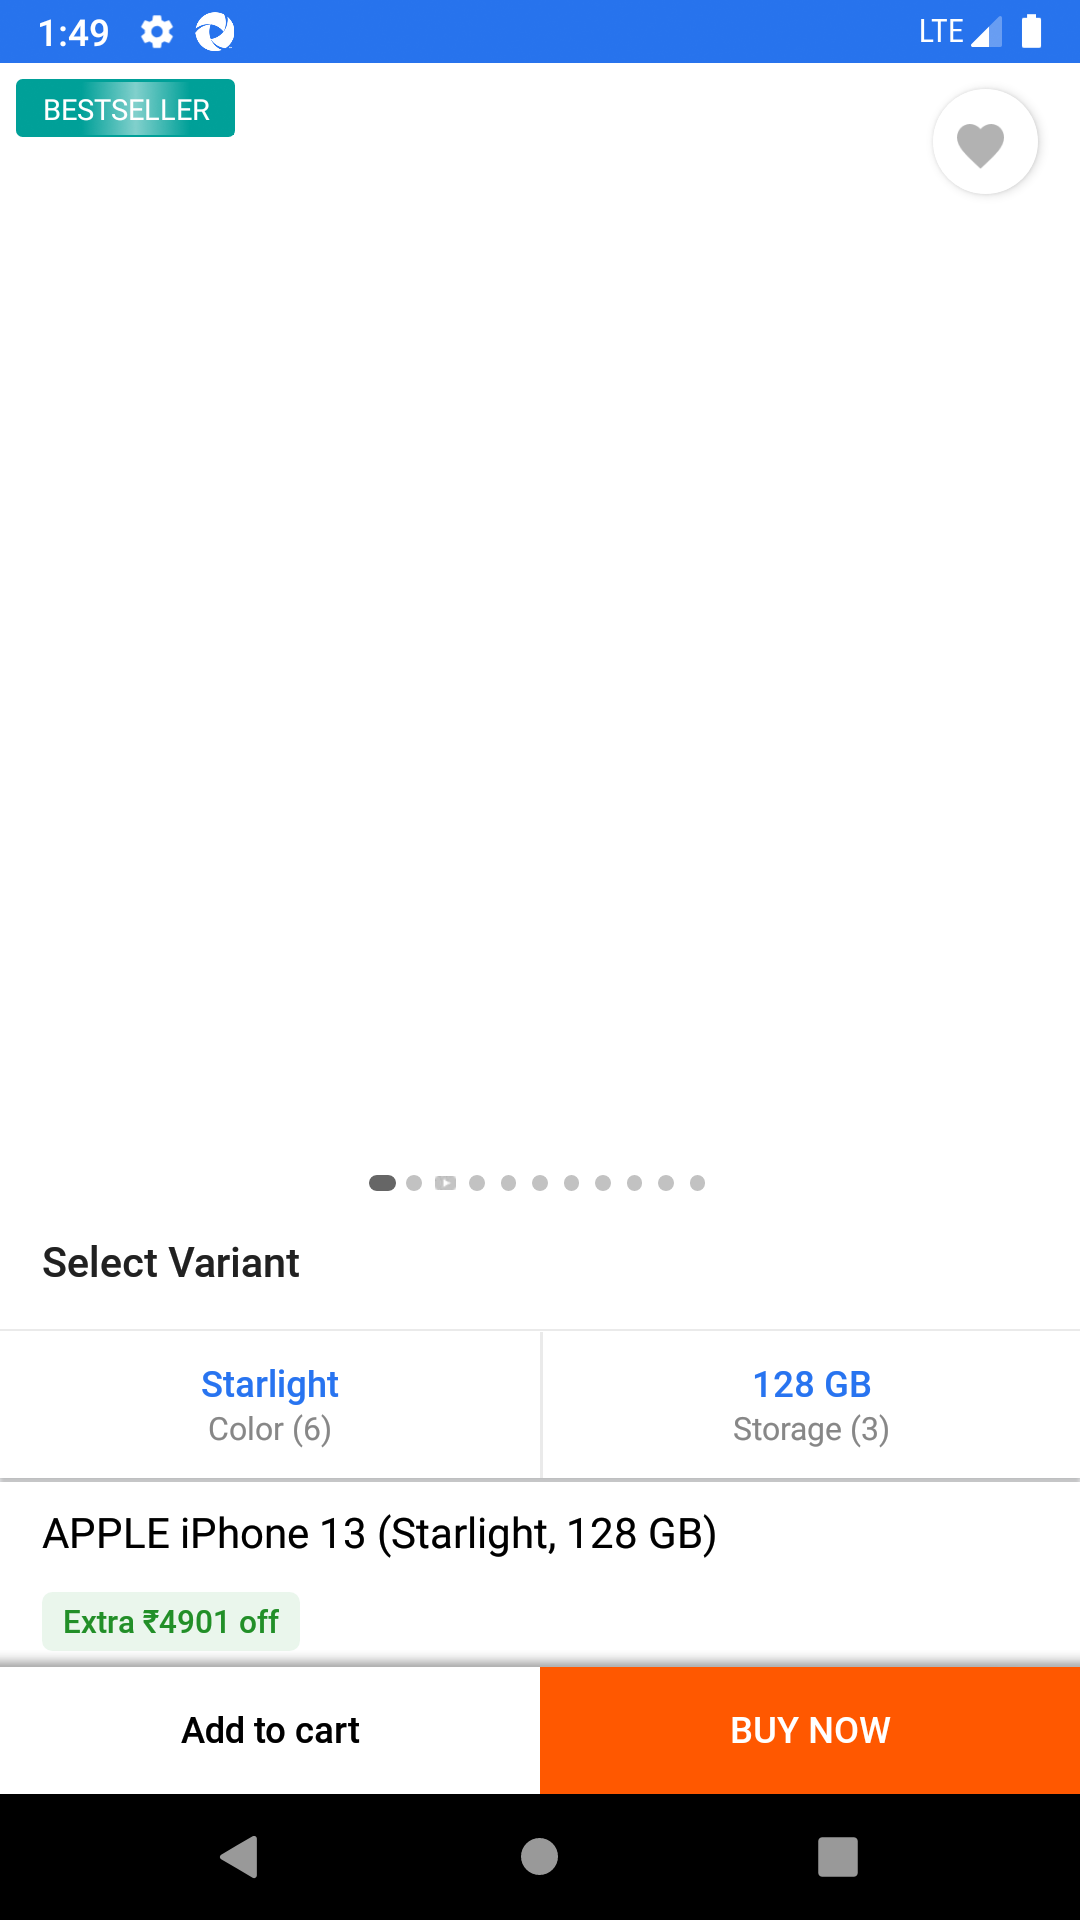 1:49
LTE
BESTSELLER
Select Variant
Starlight
Color (6)
128 GB
Storage (3)
APPLE iPhone 13 (Starlight, 128 GB)
Extra ₹4901 off
Add to cart
BUY NOW